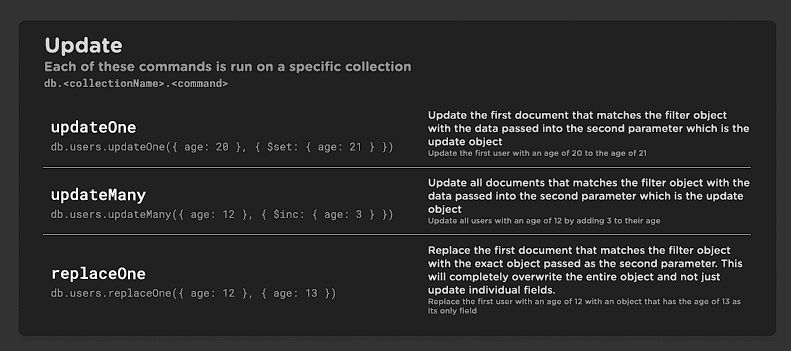 Update
Each of these commands is run on a specific collection
db.<collectionName>.<command>
updateOne
db.users.updateOne({ age: 20 }, { $set: { age: 21 } })
Update the first document that matches the filter object
with the data passed into the second parameter which is the
update object
Update the first user with an age of 20 to the age of 21
updateMany
db.users.updateMany({ age: 12 }, { $inc: { age: 3 } })
Update all documents that matches the filter object with the
data passed into the second parameter which is the update
object
Update all users with an age of 12 by adding 3 to their age
replaceOne
db.users.replaceOne({ age: 12 }, { age: 13 })
Replace the first document that matches the filter object
with the exact object passed as the second parameter. This
will completely overwrite the entire object and not just
update individual fields.
Replace the first user with an age of 12 with an object that has the age of 13 as
its only field